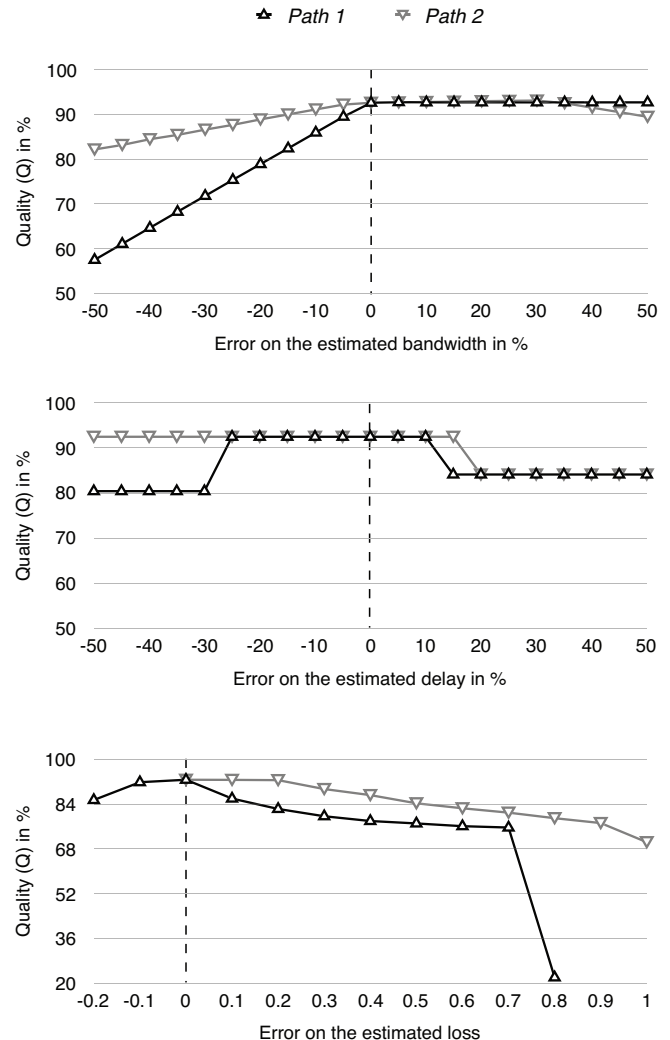 Path 1 Path 2
100
90
80
70
60
50
Quality (Q) in %
-50 -40 -30 -20 -10 0 10 20 30 40 50
Error on the estimated bandwidth in %
100
90
80
70
60
50
Quality (Q) in %
-50 -40 -30 -20 -10 0 10 20 30 40 50
Error on the estimated delay in %
100
84
68
52
36
20
Quality (Q) in %
-0.2 -0.1 0 0.1 0.2 0.3 0.4 0.5 0.6 0.7 0.8 0.9 1
Error on the estimated loss